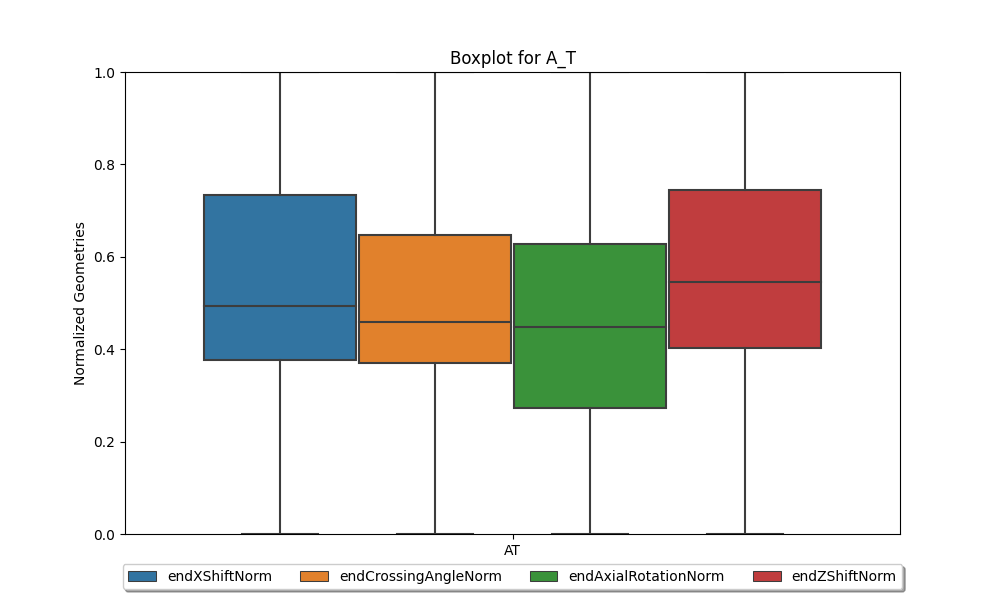 Boxplot for A_T
1.0
0.8
0.6
0.4
0.2
0.0
Normalized Geometries
AT
endXShiftNorm endCrossingAngleNorm endAxialRotationNorm endZShiftNorm